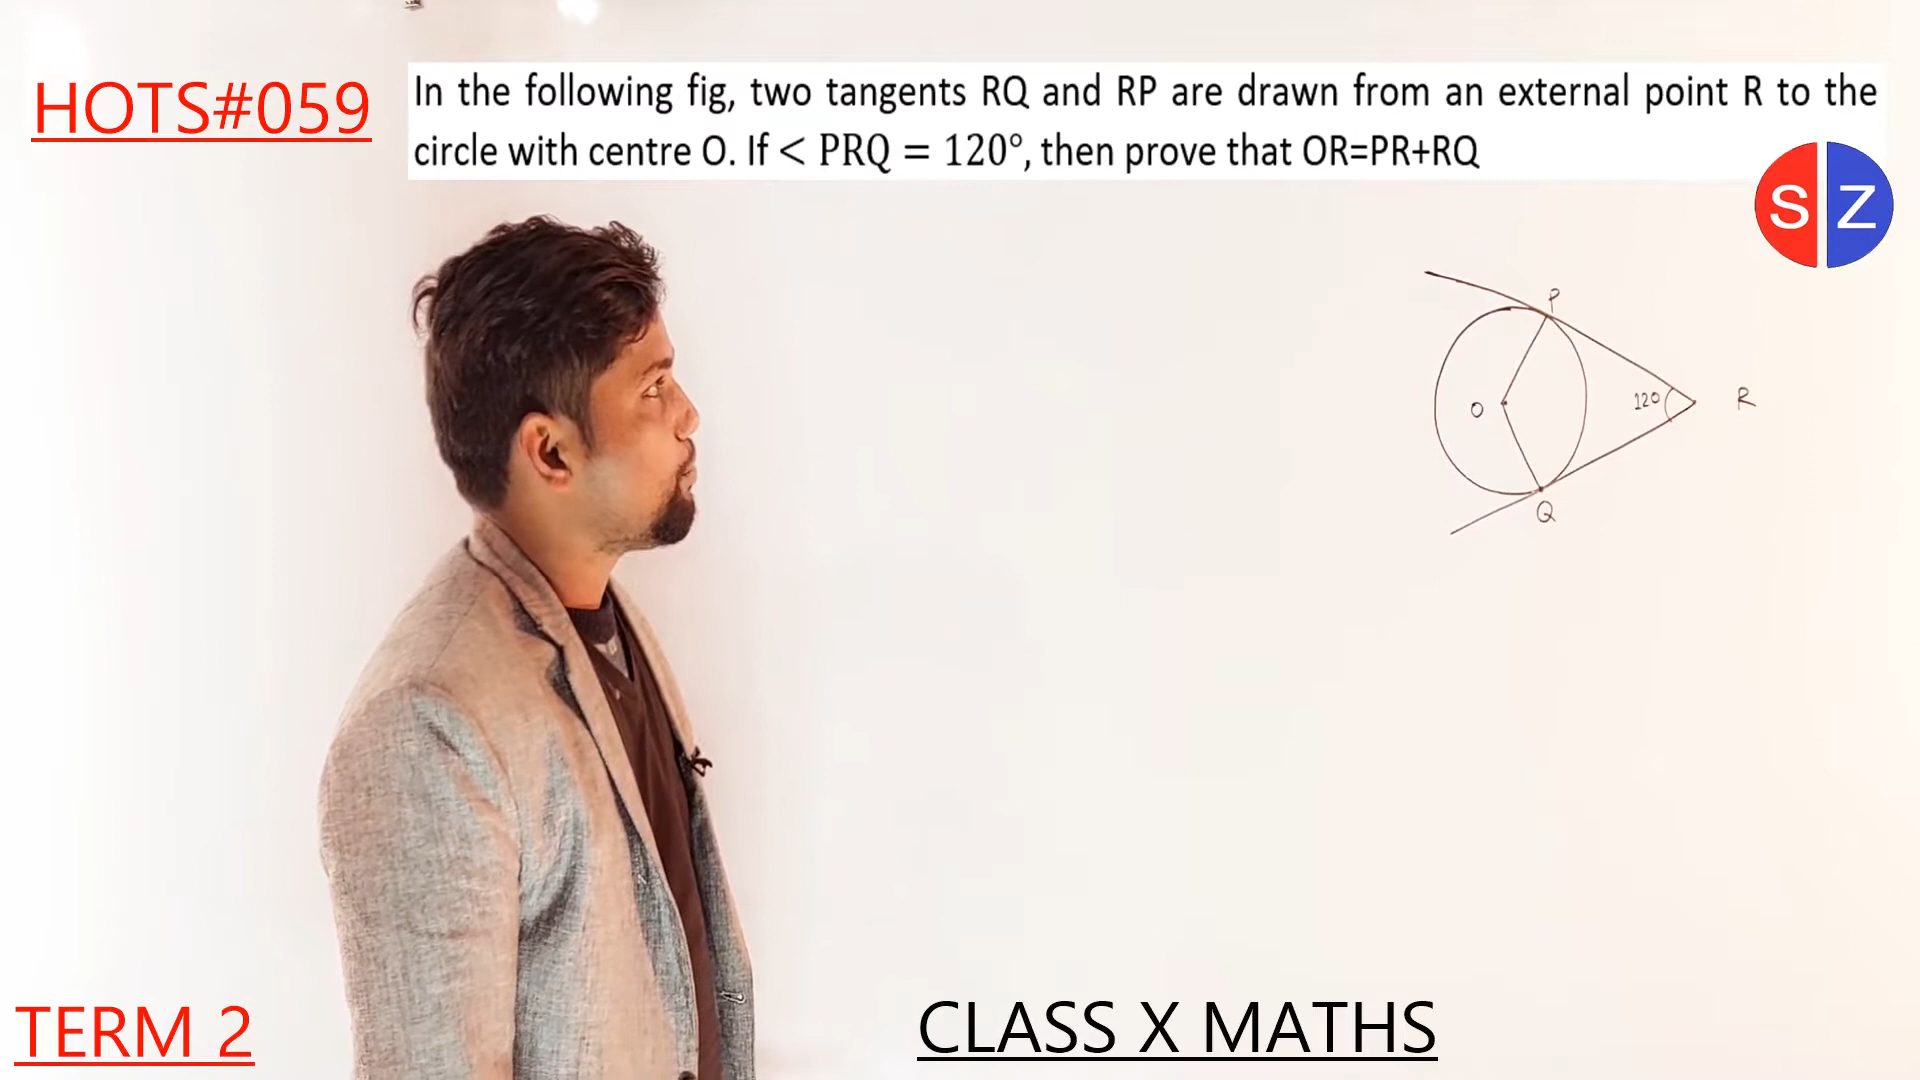 HOTS#059
In the following fig, two tangents RQ and RP are drawn from an external point R to the
circle with centre O. If < PRQ = 120°, then prove that OR=PR+RQ
S Z
P
O
120
R
Q
TERM 2
CLASS X MATHS